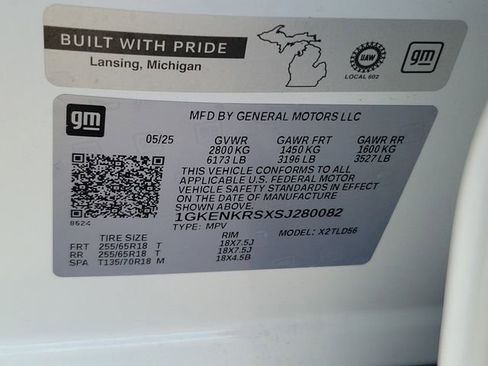 BUILT WITH PRIDE
Lansing, Michigan
UAW
LOCAL 602
gm
gm
MFD BY GENERAL MOTORS LLC
05/25 GVWR GAWR FRT GAWR RR
2800 KG 1450 KG 1600 KG
6173 LB 3196 LB 3527 LB
THIS VEHICLE CONFORMS TO ALL
APPLICABLE U.S. FEDERAL MOTOR
VEHICLE SAFETY STANDARDS IN EFFECT
ON THE DATE OF MANUFACTURE
SHOWN ABOVE.
1GKENKRSXSJ280082
8624
TYPE: MPV MODEL: X2TLD56
TIRE SIZE RIM
FRT 255/65R18 T 18X7.5J
RR 255/65R18 T 18X7.5J
SPA T135/70R18 M 18X4.5B